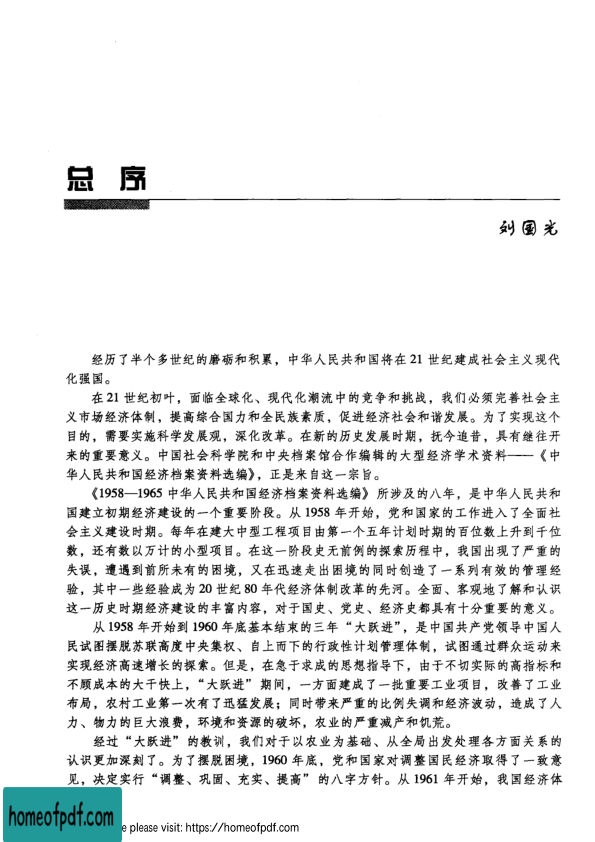 总 序
刘国光
经历了半个多世纪的磨砺和积累，中华人民共和国将在 21 世纪建成社会主义现代
化强国。
在 21 世纪初叶，面临全球化、现代化潮流中的竞争和挑战，我们必须完善社会主
义市场经济体制，提高综合国力和全民族素质，促进经济社会和谐发展。为了实现这个
目的，需要实施科学发展观，深化改革。在新的历史发展时期，抚今追昔，具有继往开
来的重要意义。中国社会科学院和中央档案馆合作编辑的大型经济学术资料——《中
华人民共和国经济档案资料选编》，正是来自这一宗旨。
《1958—1965 中华人民共和国经济档案资料选编》所涉及的八年，是中华人民共和
国建立初期经济建设的一个重要阶段。从 1958 年开始，党和国家的工作进入了全面社
会主义建设时期。每年在建大中型工程项目由第一个五年计划时期的百位数上升到千位
数，还有数以万计的小型项目。在这一阶段史无前例的探索历程中，我国出现了严重的
失误，遭遇到前所未有的困境，又在迅速走出困境的同时创造了一系列有效的管理经
验，其中一些经验成为 20 世纪 80 年代经济体制改革的先河。全面、客观地了解和认识
这一历史时期经济建设的丰富内容，对于国史、党史、经济史都具有十分重要的意义。
从 1958 年开始到 1960 年底基本结束的三年“大跃进”，是中国共产党领导中国人
民试图摆脱苏联高度中央集权、自上而下的行政性计划管理体制，试图通过群众运动来
实现经济高速增长的探索。但是，在急于求成的思想指导下，由于不切实际的高指标和
不顾成本的大干快上，“大跃进”期间，一方面建成了一批重要工业项目，改善了工业
布局，农村工业第一次有了迅猛发展；同时带来严重的比例失调和经济波动，造成了人
力、物力的巨大浪费，环境和资源的破坏，农业的严重减产和饥荒。
经过“大跃进”的教训，我们对于以农业为基础、从全局出发处理各方面关系的
认识更加深刻了。为了摆脱困境，1960 年底，党和国家对调整国民经济取得了一致意
见，决定实行“调整、巩固、充实、提高”的八字方针。从 1961 年开始，我国经济体
homeofpdf.com
e please visit: https://homeofpdf.com